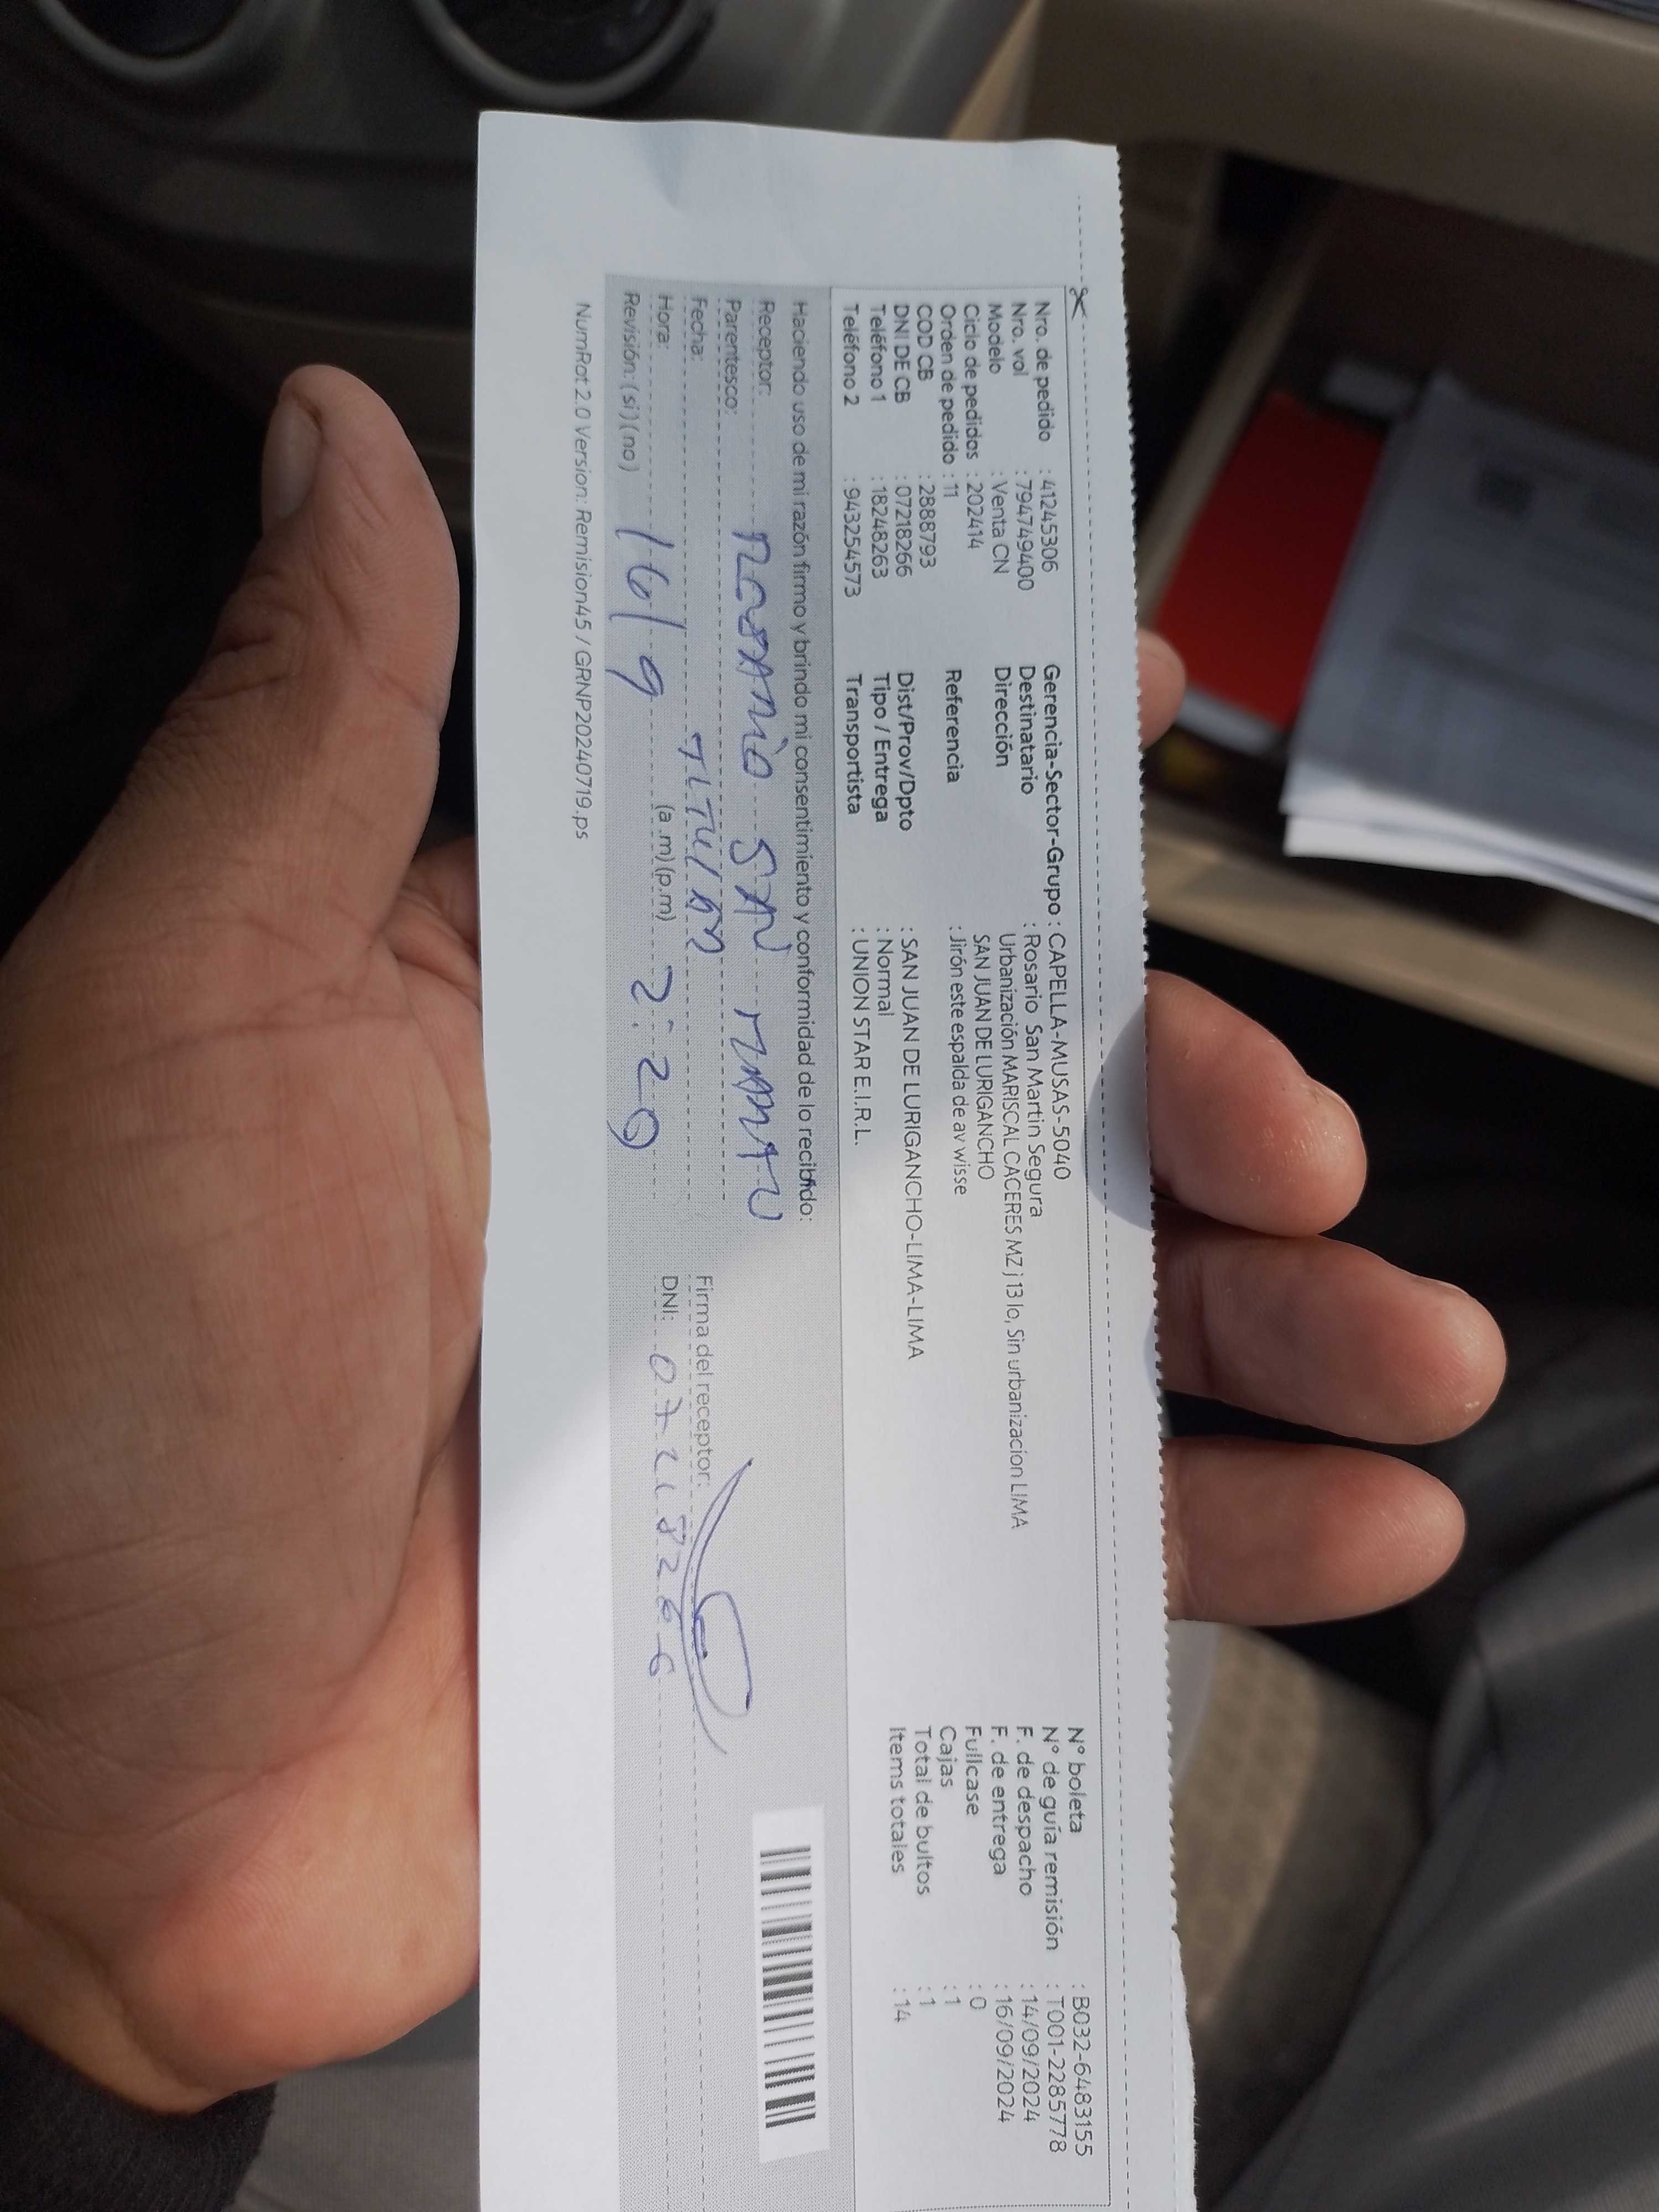 Nro. de pedido : 41245306
Nro. vol : 794749400
Modelo : Venta CN
Ciclo de pedidos : 202414
Orden de pedido : 11
COD CB : 2888793
DNI DE CB : 07218266
Teléfono 1 : 18248263
Teléfono 2 : 943254573
Gerencia-Sector-Grupo : CAPELLA-MUSAS-5040
Destinatario : Rosario San Martin Segura
Dirección Urbanización MARISCAL CACERES MZ j 13 lo, Sin urbanizacion LIMA
SAN JUAN DE LURIGANCHO
Referencia : Jirón este espalda de av wisse
Dist/Prov/Dpto : SAN JUAN DE LURIGANCHO-LIMA-LIMA
Tipo / Entrega : Normal
Transportista : UNION STAR E.I.R.L.
N° boleta : B032-6483155
N° de guía remisión : T001-2285778
F. de despacho : 14/09/2024
F. de entrega : 16/09/2024
Fullcase : 0
Cajas : 1
Total de bultos : 1
Items totales : 14
Haciendo uso de mi razón firmo y brindo mi consentimiento y conformidad de lo recibido:
Receptor: ROSARIO SAN MARTIN
Parentesco: TITULAR
Fecha:
Hora: (a.m) (p.m) 2:20
Revisión: (si) (no) 16/9
Firma del receptor:
DNI: 07218266
NumRot 2.0 Version: Remision45 / GRNP20240719.ps